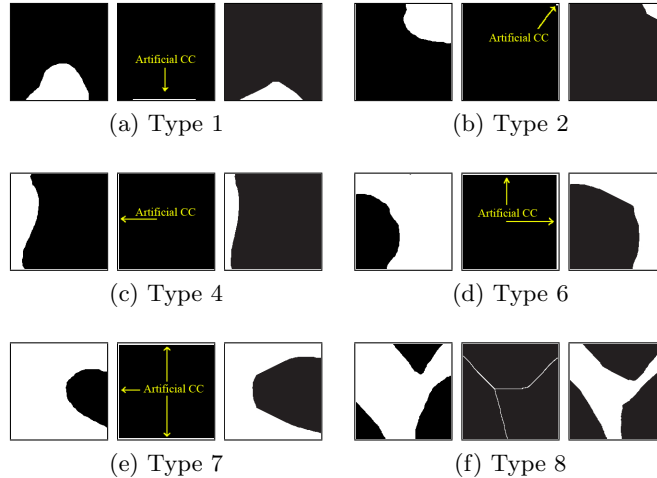 Artificial CC
Artificial CC
(a) Type 1
(b) Type 2
Artificial CC
Artificial CC
(c) Type 4
(d) Type 6
Artificial CC
(e) Type 7
(f) Type 8